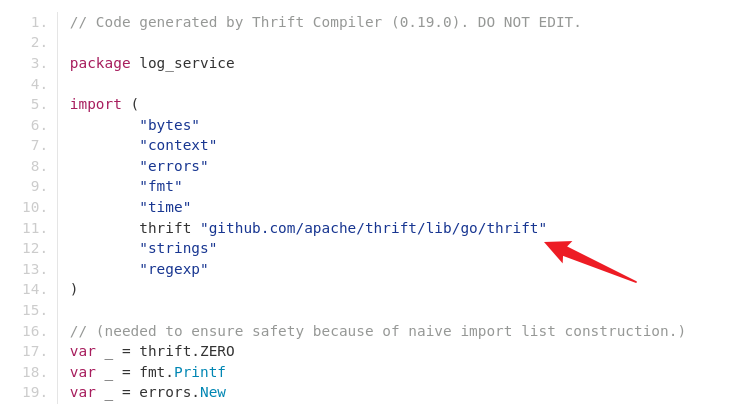 1. // Code generated by Thrift Compiler (0.19.0). DO NOT EDIT.
2.
3. package log_service
4.
5. import (
6.         "bytes"
7.         "context"
8.         "errors"
9.         "fmt"
10.         "time"
11.         thrift "github.com/apache/thrift/lib/go/thrift"
12.         "strings"
13.         "regexp"
14. )
15.
16. // (needed to ensure safety because of naive import list construction.)
17. var _ = thrift.ZERO
18. var _ = fmt.Printf
19. var _ = errors.New